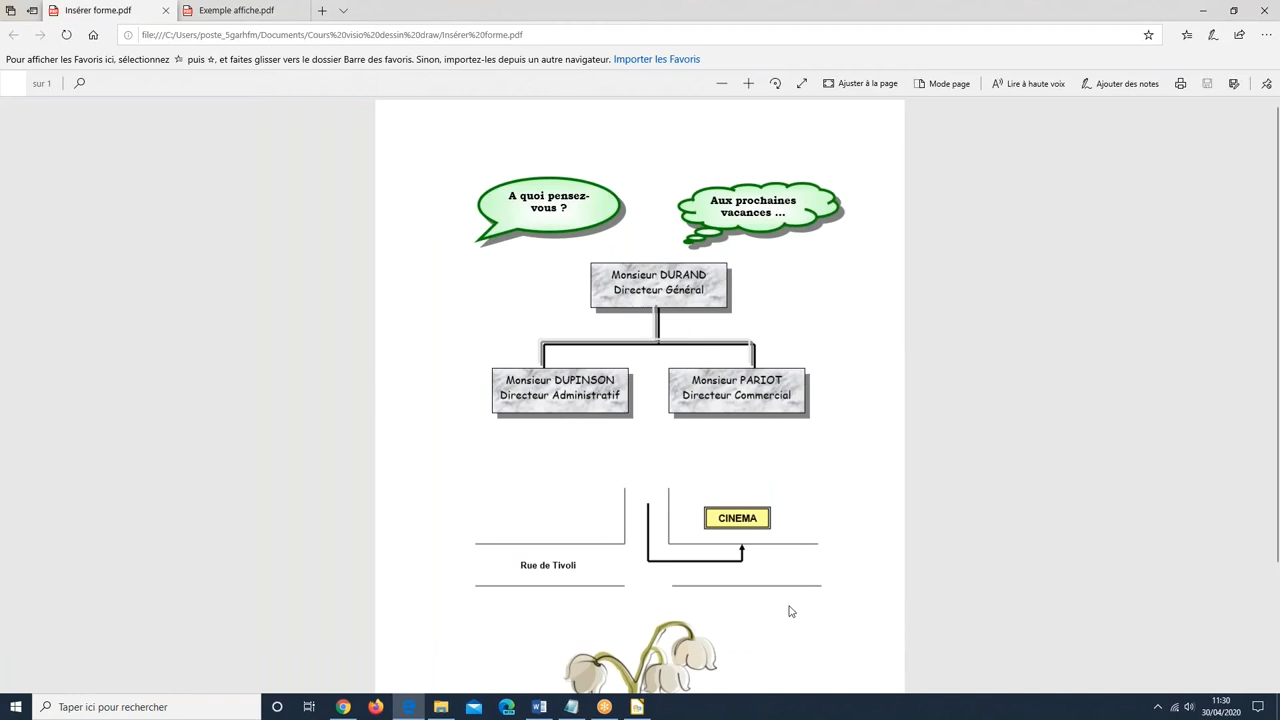 Insérer forme.pdf
Exemple affiche.pdf
file:///C:/Users/poste_5garhfm/Documents/Cours%20visio%20dessin%20draw/Insérer%20forme.pdf
Pour afficher les Favoris ici, sélectionnez puis ☆, et faites glisser vers le dossier Barre des favoris. Sinon, importez-les depuis un autre navigateur. Importer les Favoris
sur 1
Ajuster à la page
Mode page
Lire à haute voix
Ajouter des notes
A quoi pensez-
vous ?
Aux prochaines
vacances ...
Monsieur DURAND
Directeur Général
Monsieur DUPINSON
Directeur Administratif
Monsieur PARIOT
Directeur Commercial
CINEMA
Rue de Tivoli
Taper ici pour rechercher
11:30
30/04/2020